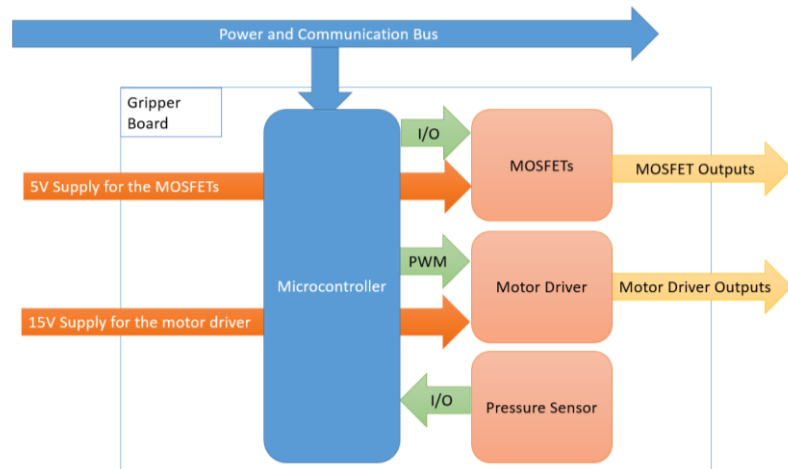 Power and Communication Bus
Gripper
Board
I/O
MOSFETs
MOSFET Outputs
5V Supply for the MOSFETs
PWM
Microcontroller
Motor Driver
Motor Driver Outputs
15V Supply for the motor driver
I/O
Pressure Sensor